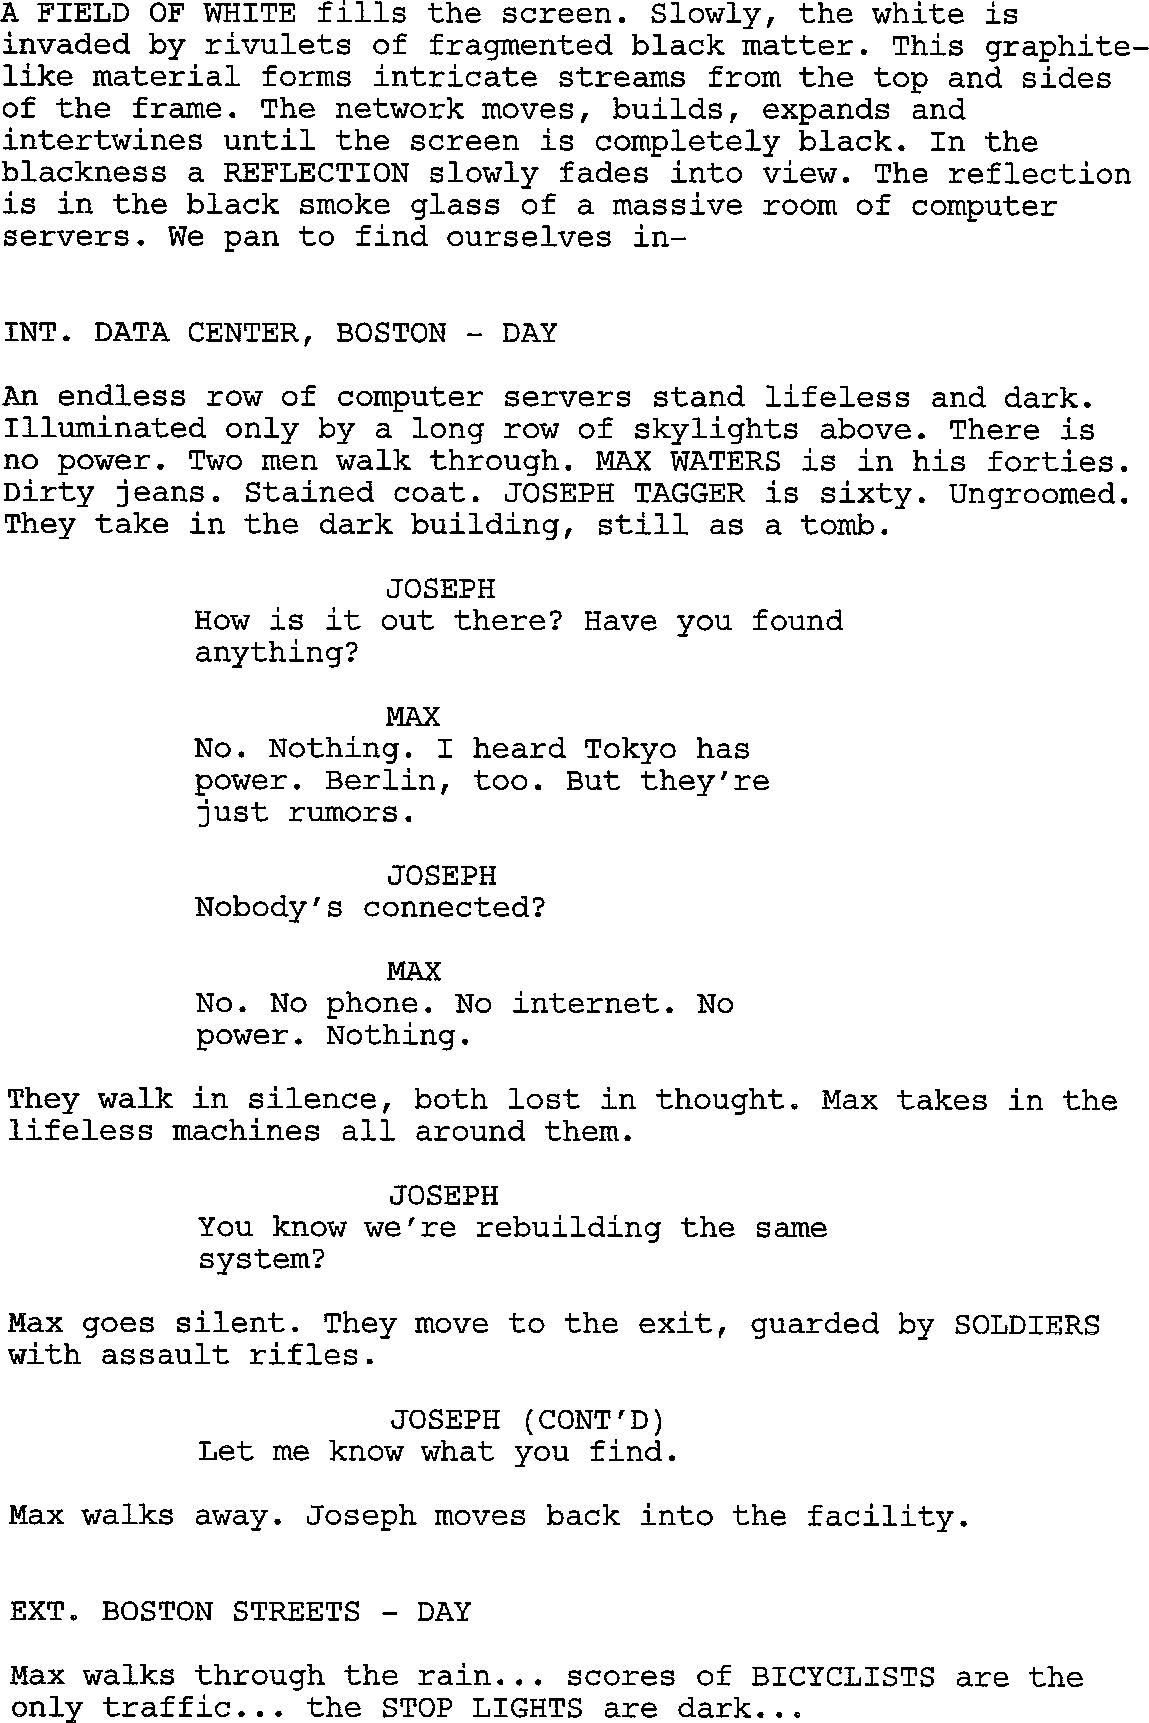 A FIELD OF WHITE fills the screen. Slowly, the white is
invaded by rivulets of fragmented black matter. This graphite-
like material forms intricate streams from the top and sides
of the frame. The network moves, builds, expands and
intertwines until the screen is completely black. In the
blackness a REFLECTION slowly fades into view. The reflection
is in the black smoke glass of a massive room of computer
servers. We pan to find ourselves in-
INT. DATA CENTER, BOSTON - DAY
An endless row of computer servers stand lifeless and dark.
Illuminated only by a long row of skylights above. There is
no power. Two men walk through. MAX WATERS is in his forties.
Dirty jeans. Stained coat. JOSEPH TAGGER is sixty. Ungroomed.
They take in the dark building, still as a tomb.
JOSEPH
How is it out there? Have you found
anything?
MAX
No. Nothing. I heard Tokyo has
power. Berlin, too. But they're
just rumors.
JOSEPH
Nobody's connected?
MAX
No. No phone. No internet. No
power. Nothing.
They walk in silence, both lost in thought. Max takes in the
lifeless machines all around them.
JOSEPH
You know we're rebuilding the same
system?
Max goes silent. They move to the exit, guarded by SOLDIERS
with assault rifles.
JOSEPH (CONT'D)
Let me know what you find.
Max walks away. Joseph moves back into the facility.
EXT. BOSTON STREETS - DAY
Max walks through the rain... scores of BICYCLISTS are the
only traffic... the STOP LIGHTS are dark...